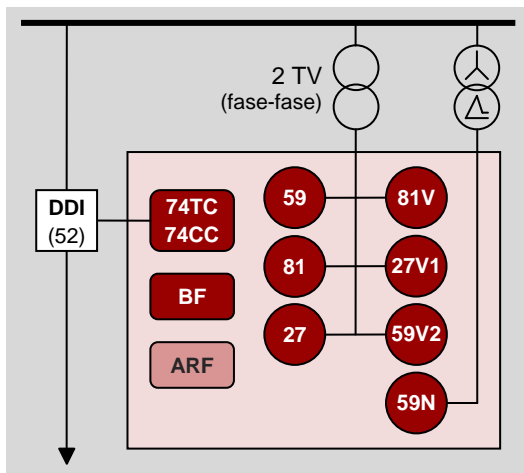 2 TV
(fase-fase)
DDI
(52)
74TC
74CC
BF
ARF
59
81V
81
27V1
27
59V2
59N